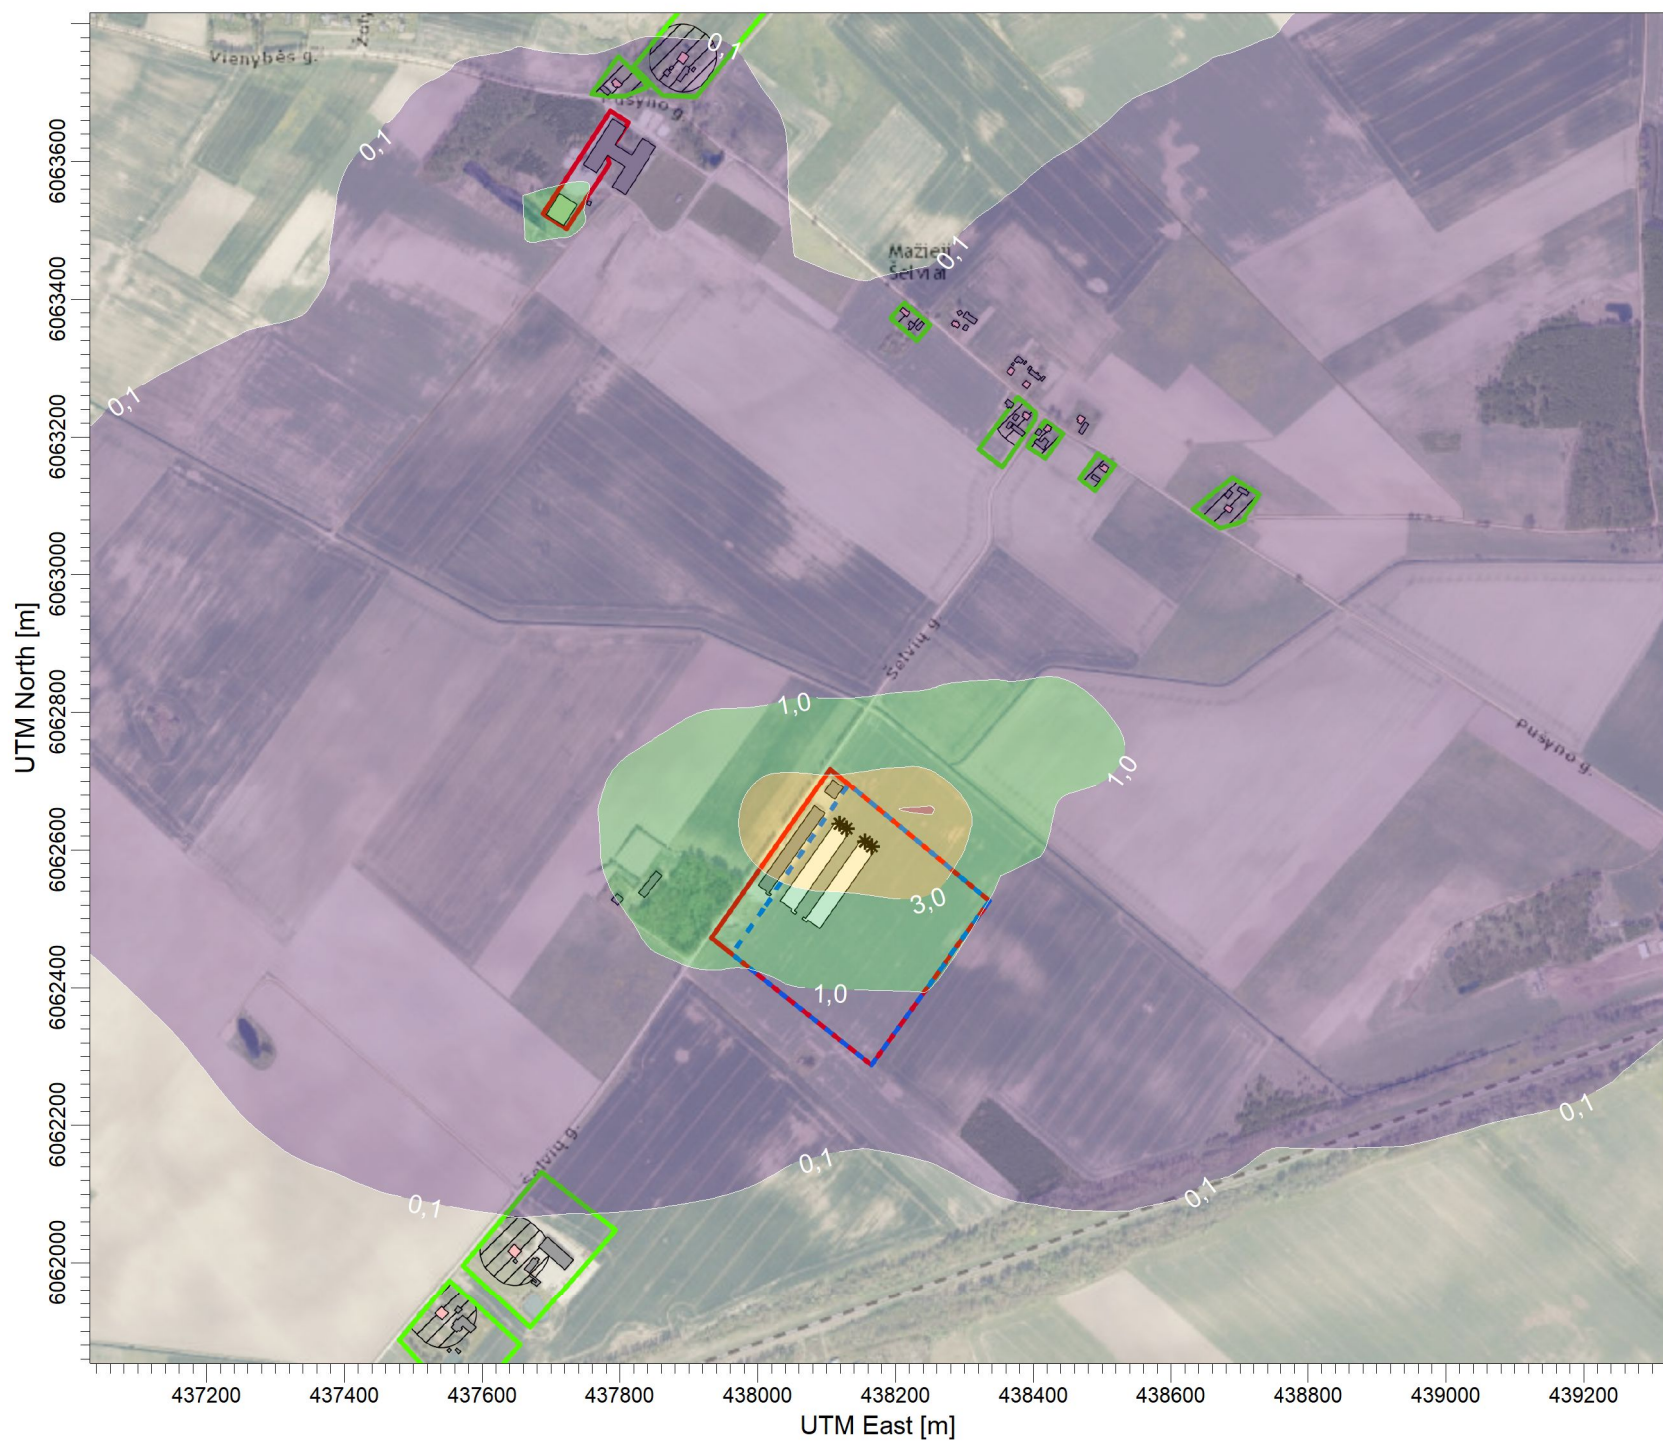 Vienybės g.
0,1
Pušyno g.
0,1
Mažieji
Šelviai
0,1
0,1
Šelvių g.
1,0
Pušyno g.
1,0
3,0
1,0
0,1
Šelvių g.
0,1
0,1
0,1
UTM North [m]
6063600
6063400
6063200
6063000
6062800
6062600
6062400
6062200
6062000
437200 437400 437600 437800 438000 438200 438400 438600 438800 439000 439200
UTM East [m]